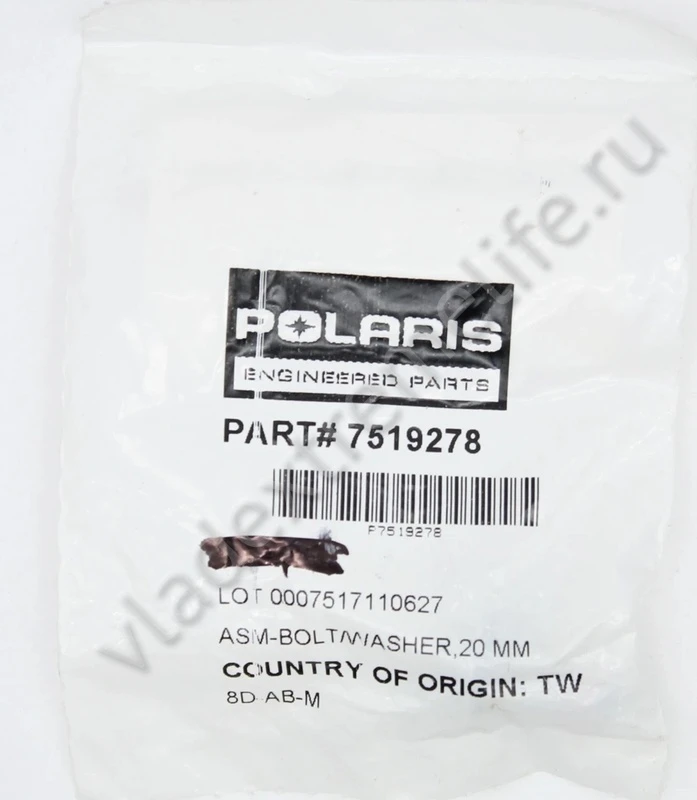 POLARIS
ENGINEERED PARTS
PART# 7519278
P7519278
LOT 0007517110627
ASM-BOLT/WASHER,20 MM
COUNTRY OF ORIGIN: TW
8D-AB-M
vladextremelife.ru